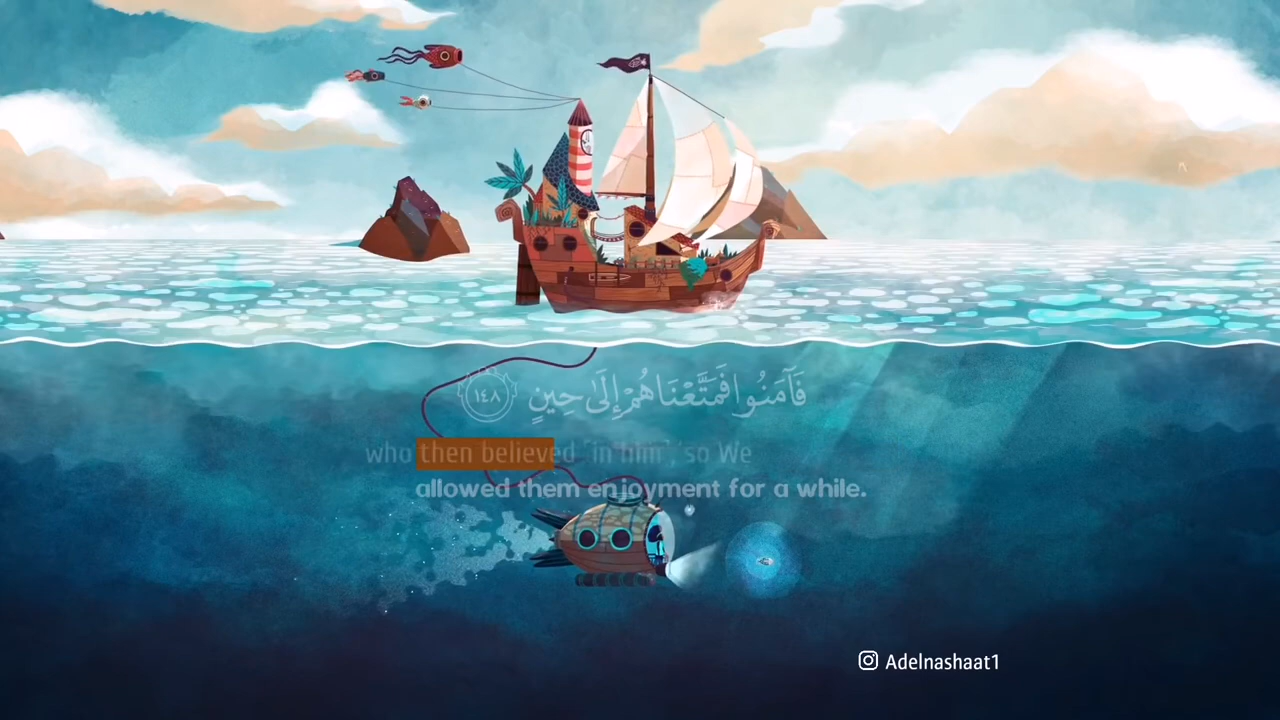 فَآمَنُوا فَمَتَّعْنَاهُمْ إِلَىٰ حِينٍ ١٤٨
who then believed ˹in him˺ so We
allowed them enjoyment for a while.
Adelnashaat1